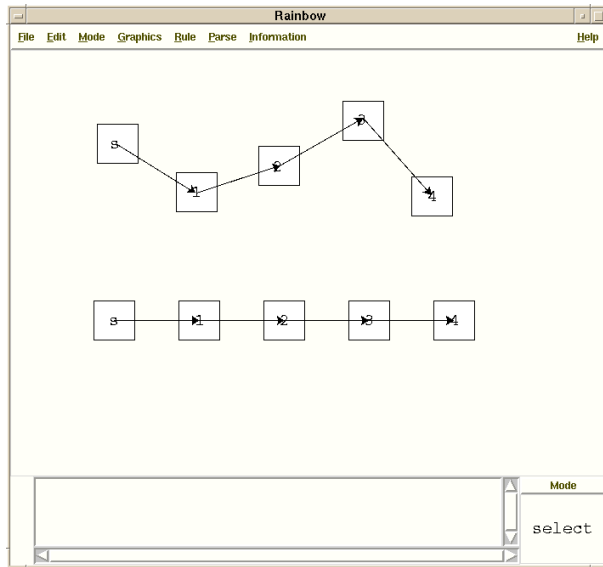 Rainbow
File Edit Mode Graphics Rule Parse Information Help
3
s
2
1
4
s 1 2 3 4
Mode
select